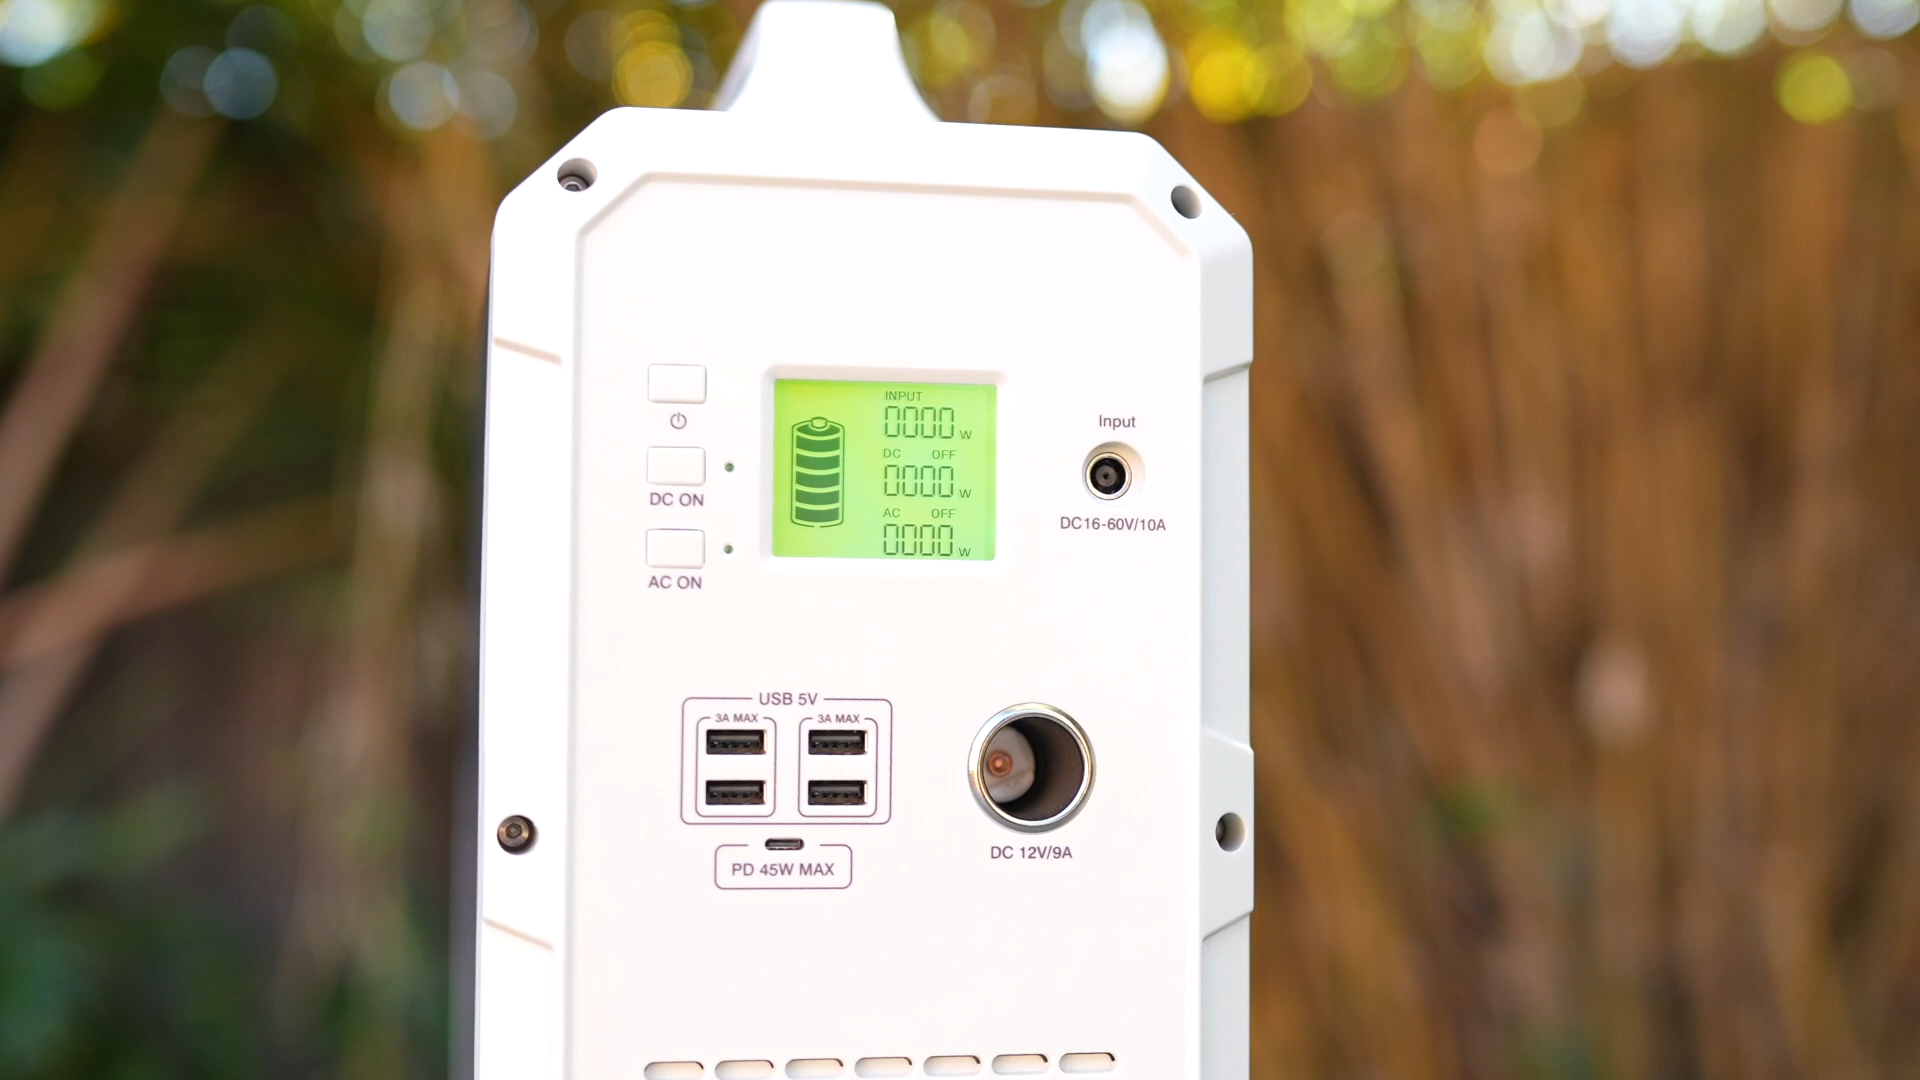 INPUT
0000 W
DC OFF
0000 W
AC OFF
0000 W
DC ON
AC ON
Input
DC16-60V/10A
USB 5V
3A MAX
3A MAX
PD 45W MAX
DC 12V/9A